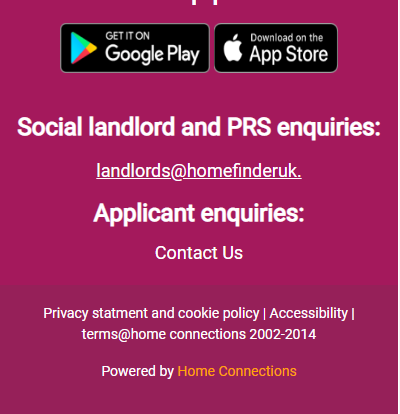 GET IT ON
Google Play
Download on the
App Store
Social landlord and PRS enquiries:
landlords@homefinderuk.
Applicant enquiries:
Contact Us
Privacy statment and cookie policy | Accessibility |
terms@home connections 2002-2014
Powered by Home Connections